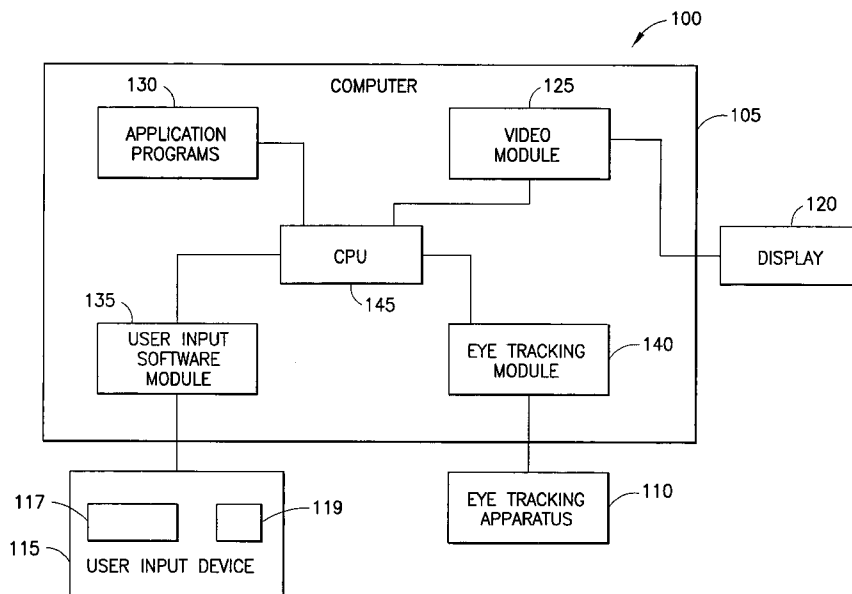 100
COMPUTER
130
APPLICATION
PROGRAMS
125
VIDEO
MODULE
105
120
DISPLAY
CPU
145
135
USER INPUT
SOFTWARE
MODULE
EYE TRACKING
MODULE
140
117
119
115
USER INPUT DEVICE
EYE TRACKING
APPARATUS
110